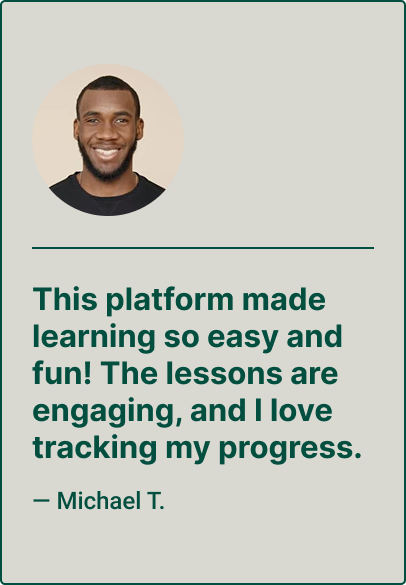 This platform made
learning so easy and
fun! The lessons are
engaging, and I love
tracking my progress.
— Michael T.